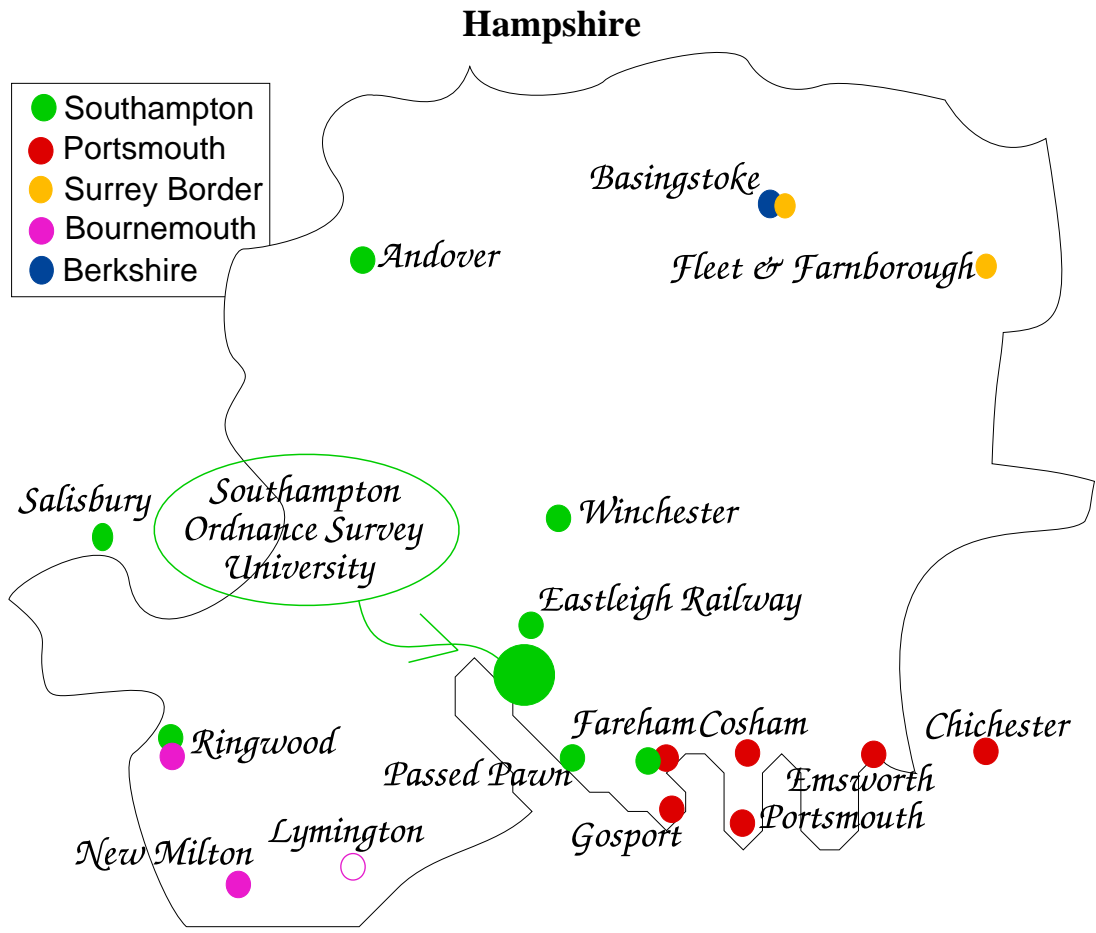 Hampshire
Southampton
Portsmouth
Surrey Border
Bournemouth
Berkshire
Basingstoke
Andover
Fleet & Farnborough
Salisbury
Southampton
Ordnance Survey
University
Winchester
Eastleigh Railway
Ringwood
Fareham
Cosham
Chichester
Passed Pawn
Emsworth
Portsmouth
Gosport
Lymington
New Milton